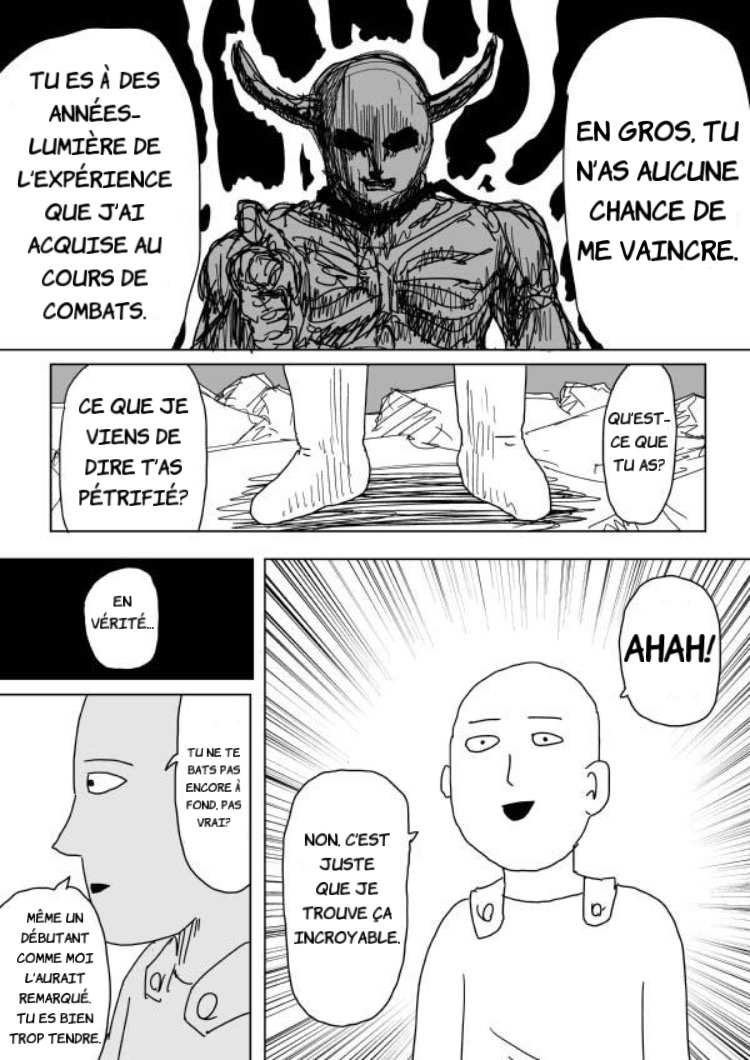 EN GROS, TU
N'AS AUCUNE
CHANCE DE
ME VAINCRE.
TU ES À DES
ANNÉES-
LUMIÈRE DE
L'EXPÉRIENCE
QUE J'AI
ACQUISE AU
COURS DE
COMBATS.
QU'EST-
CE QUE
TU AS?
CE QUE JE
VIENS DE
DIRE T'AS
PÉTRIFIÉ?
AHAH!
NON, C'EST
JUSTE
QUE JE
TROUVE ÇA
INCROYABLE.
EN
VÉRITÉ...
TU NE TE
BATS PAS
ENCORE À
FOND, PAS
VRAI?
MÊME UN
DÉBUTANT
COMME MOI
L'AURAIT
REMARQUÉ.
TU ES BIEN
TROP TENDRE.